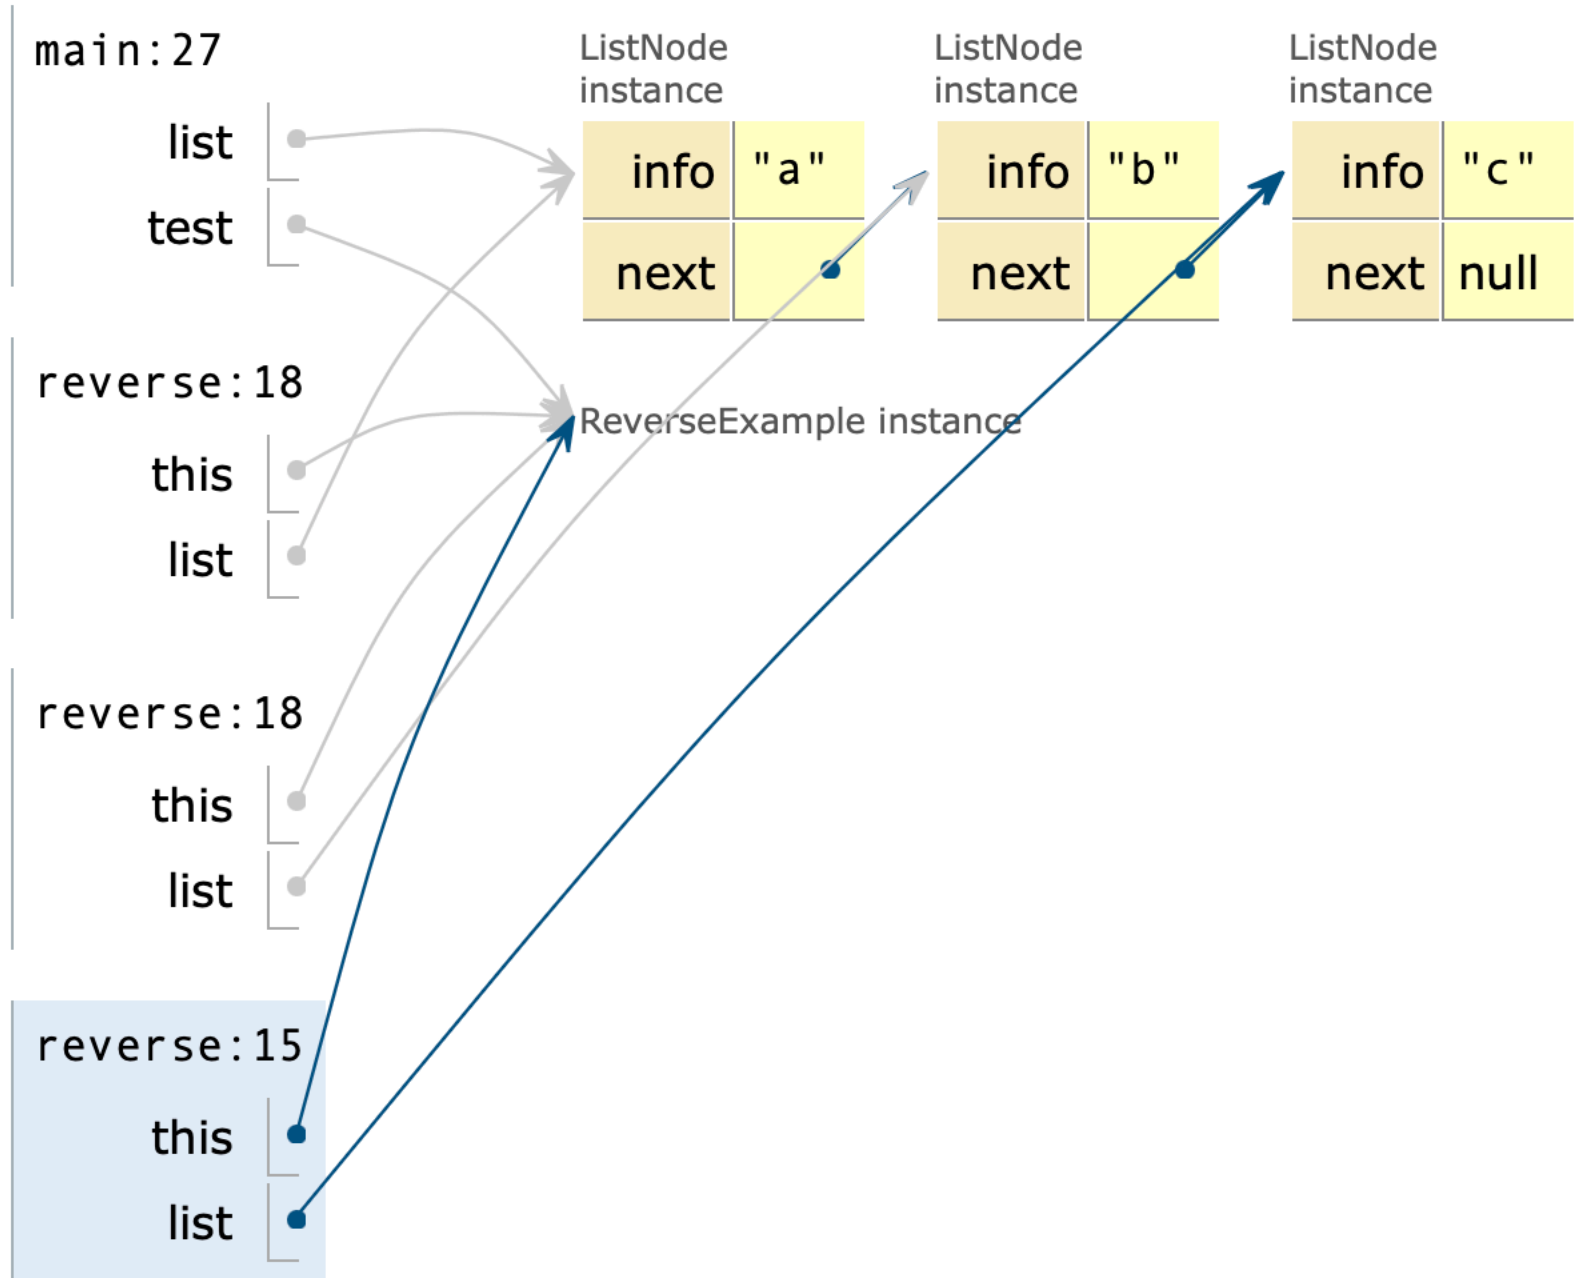 main:27
list
test
reverse:18
this
list
reverse:18
this
list
reverse:15
this
list
ListNode
instance
info "a"
next
ListNode
instance
info "b"
next
ListNode
instance
info "c"
next null
ReverseExample instance